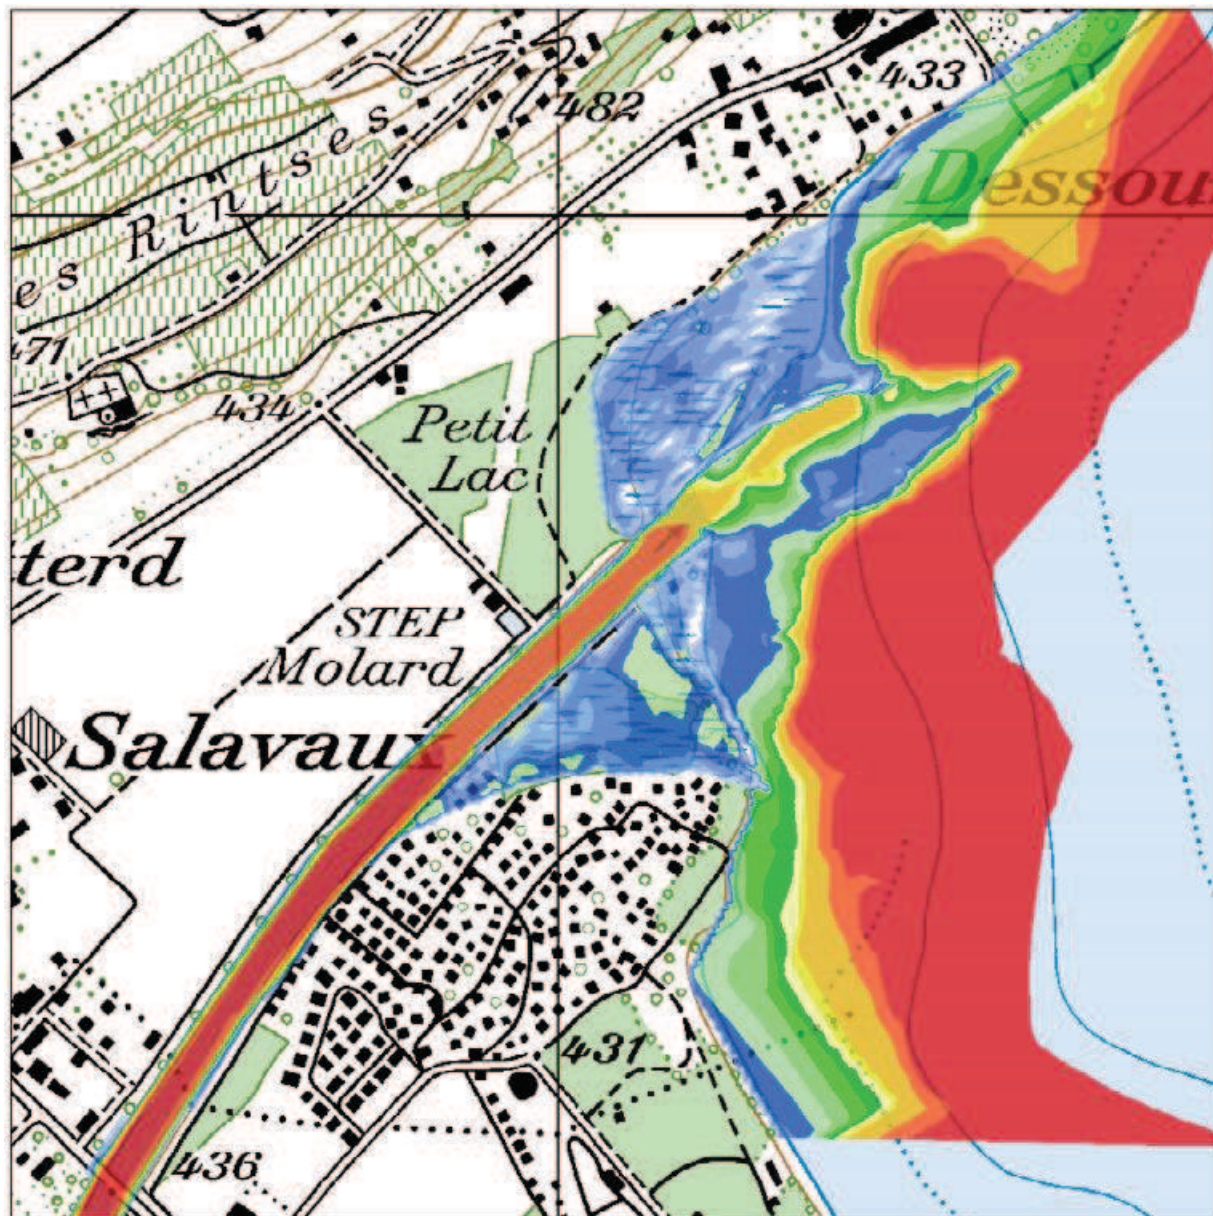 482
433
es Rintses
Dessou
471
434
Petit
Lac
terd
STEP
Molard
Salavaux
431
436